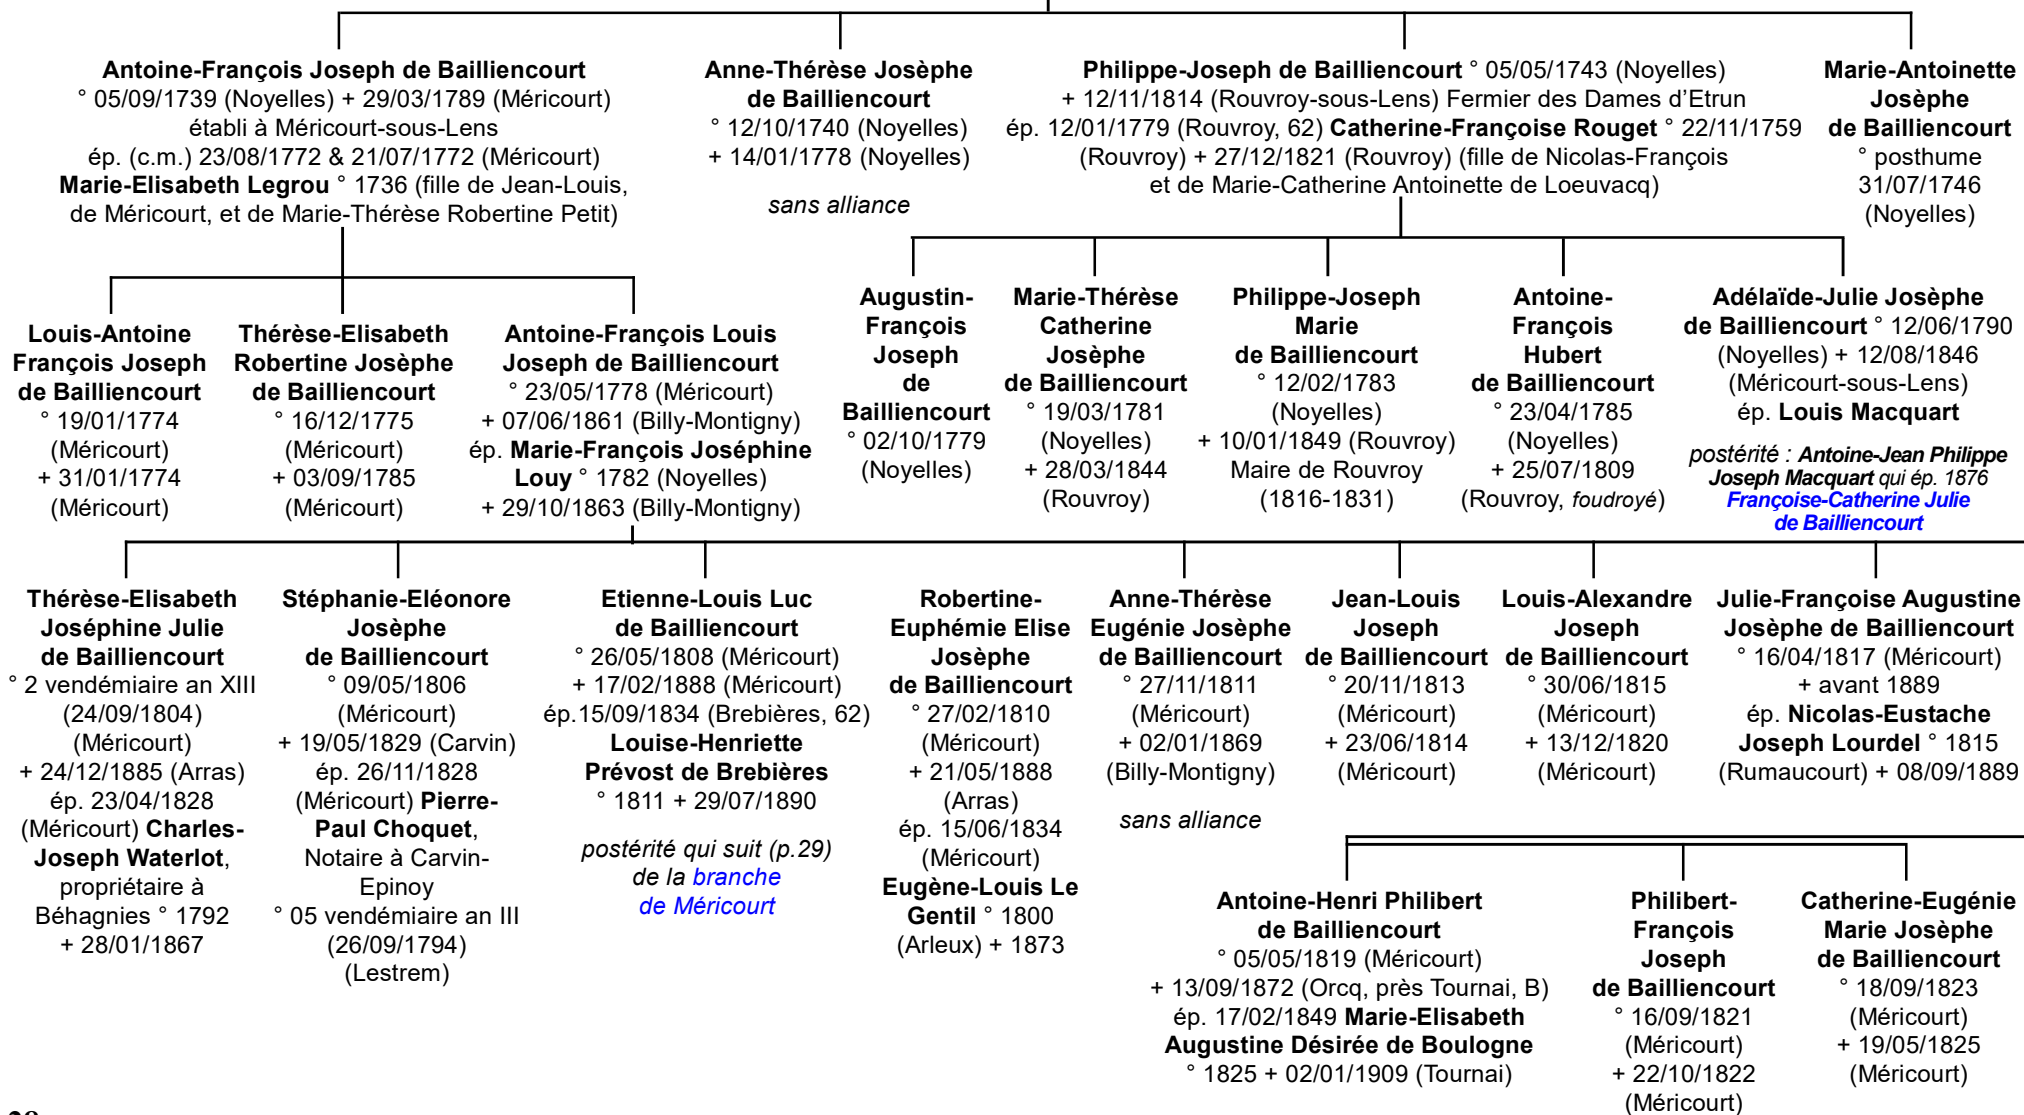 Antoine-François Joseph de Bailliencourt
° 05/09/1739 (Noyelles) + 29/03/1789 (Méricourt)
établi à Méricourt-sous-Lens
ép. (c.m.) 23/08/1772 & 21/07/1772 (Méricourt)
Marie-Elisabeth Legrou ° 1736 (fille de Jean-Louis,
de Méricourt, et de Marie-Thérèse Robertine Petit)
Anne-Thérèse Josèphe
de Bailliencourt
° 12/10/1740 (Noyelles)
+ 14/01/1778 (Noyelles)
sans alliance
Philippe-Joseph de Bailliencourt ° 05/05/1743 (Noyelles)
+ 12/11/1814 (Rouvroy-sous-Lens) Fermier des Dames d’Etrun
ép. 12/01/1779 (Rouvroy, 62) Catherine-Françoise Rouget ° 22/11/1759
(Rouvroy) + 27/12/1821 (Rouvroy) (fille de Nicolas-François
et de Marie-Catherine Antoinette de Loeuvacq)
Marie-Antoinette
Josèphe
de Bailliencourt
° posthume
31/07/1746
(Noyelles)
Louis-Antoine
François Joseph
de Bailliencourt
° 19/01/1774
(Méricourt)
+ 31/01/1774
(Méricourt)
Thérèse-Elisabeth
Robertine Josèphe
de Bailliencourt
° 16/12/1775
(Méricourt)
+ 03/09/1785
(Méricourt)
Antoine-François Louis
Joseph de Bailliencourt
° 23/05/1778 (Méricourt)
+ 07/06/1861 (Billy-Montigny)
ép. Marie-François Joséphine
Louy ° 1782 (Noyelles)
+ 29/10/1863 (Billy-Montigny)
Augustin-
François
Joseph
de
Bailliencourt
° 02/10/1779
(Noyelles)
Marie-Thérèse
Catherine
Josèphe
de Bailliencourt
° 19/03/1781
(Noyelles)
+ 28/03/1844
(Rouvroy)
Philippe-Joseph
Marie
de Bailliencourt
° 12/02/1783
(Noyelles)
+ 10/01/1849 (Rouvroy)
Maire de Rouvroy
(1816-1831)
Antoine-
François
Hubert
de Bailliencourt
° 23/04/1785
(Noyelles)
+ 25/07/1809
(Rouvroy, foudroyé)
Adélaïde-Julie Josèphe
de Bailliencourt ° 12/06/1790
(Noyelles) + 12/08/1846
(Méricourt-sous-Lens)
ép. Louis Macquart
postérité : Antoine-Jean Philippe
Joseph Macquart qui ép. 1876
Françoise-Catherine Julie
de Bailliencourt
Thérèse-Elisabeth
Joséphine Julie
de Bailliencourt
° 2 vendémiaire an XIII
(24/09/1804)
(Méricourt)
+ 24/12/1885 (Arras)
ép. 23/04/1828
(Méricourt) Charles-
Joseph Waterlot,
propriétaire à
Béhagnies ° 1792
+ 28/01/1867
Stéphanie-Eléonore
Josèphe
de Bailliencourt
° 09/05/1806
(Méricourt)
+ 19/05/1829 (Carvin)
ép. 26/11/1828
(Méricourt) Pierre-
Paul Choquet,
Notaire à Carvin-
Epinoy
° 05 vendémiaire an III
(26/09/1794)
(Lestrem)
Etienne-Louis Luc
de Bailliencourt
° 26/05/1808 (Méricourt)
+ 17/02/1888 (Méricourt)
ép.15/09/1834 (Brebières, 62)
Louise-Henriette
Prévost de Brebières
° 1811 + 29/07/1890
postérité qui suit (p.29)
de la branche
de Méricourt
Robertine-
Euphémie Elise
Josèphe
de Bailliencourt
° 27/02/1810
(Méricourt)
+ 21/05/1888
(Arras)
ép. 15/06/1834
(Méricourt)
Eugène-Louis Le
Gentil ° 1800
(Arleux) + 1873
Anne-Thérèse
Eugénie Josèphe
de Bailliencourt
° 27/11/1811
(Méricourt)
+ 02/01/1869
(Billy-Montigny)
sans alliance
Jean-Louis
Joseph
de Bailliencourt
° 20/11/1813
(Méricourt)
+ 23/06/1814
(Méricourt)
Louis-Alexandre
Joseph
de Bailliencourt
° 30/06/1815
(Méricourt)
+ 13/12/1820
(Méricourt)
Julie-Françoise Augustine
Josèphe de Bailliencourt
° 16/04/1817 (Méricourt)
+ avant 1889
ép. Nicolas-Eustache
Joseph Lourdel ° 1815
(Rumaucourt) + 08/09/1889
Antoine-Henri Philibert
de Bailliencourt
° 05/05/1819 (Méricourt)
+ 13/09/1872 (Orcq, près Tournai, B)
ép. 17/02/1849 Marie-Elisabeth
Augustine Désirée de Boulogne
° 1825 + 02/01/1909 (Tournai)
Philibert-
François
Joseph
de Bailliencourt
° 16/09/1821
(Méricourt)
+ 22/10/1822
(Méricourt)
Catherine-Eugénie
Marie Josèphe
de Bailliencourt
° 18/09/1823
(Méricourt)
+ 19/05/1825
(Méricourt)